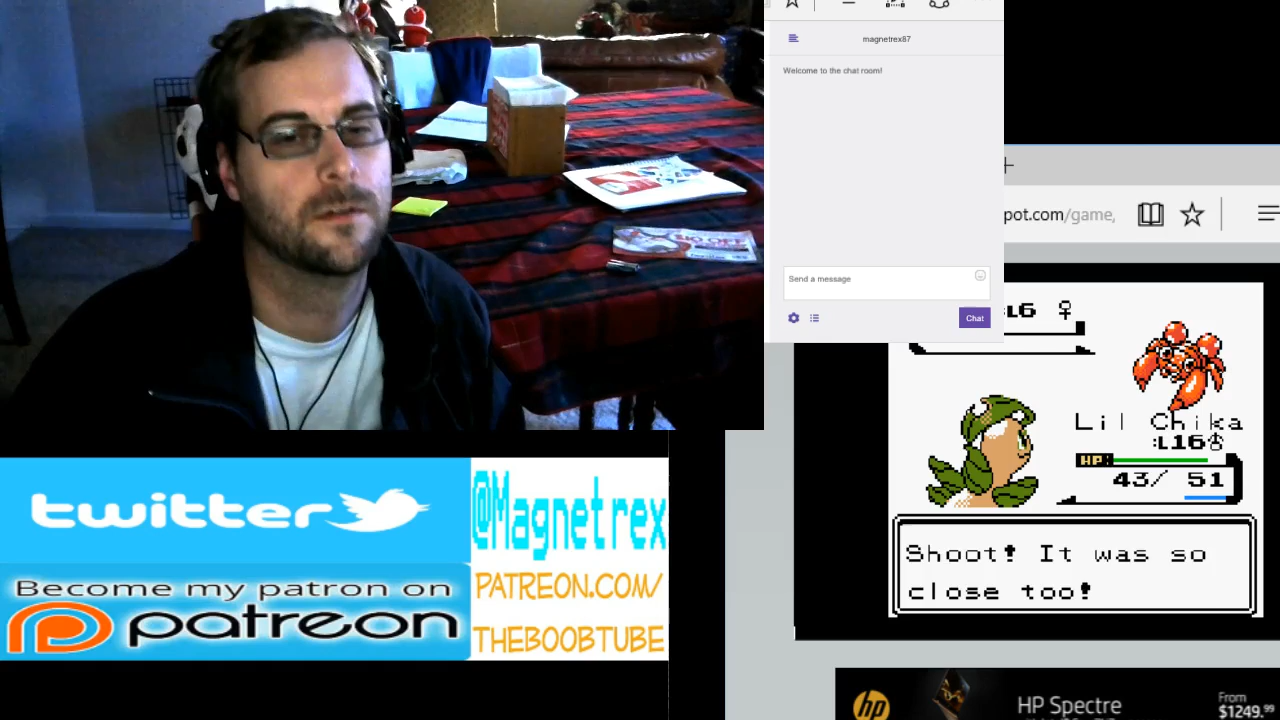 magnetrex87
Welcome to the chat room!
Send a message
Chat
pot.com/game,
L6 ♀
Lil Chika
:L16♂
HP
43/ 51
Shoot! It was so
close too!
twitter
@Magnetrex
Become my patron on
patreon
PATREON.COM/
THEBOOBTUBE
hp
HP Spectre
From
$1249.99